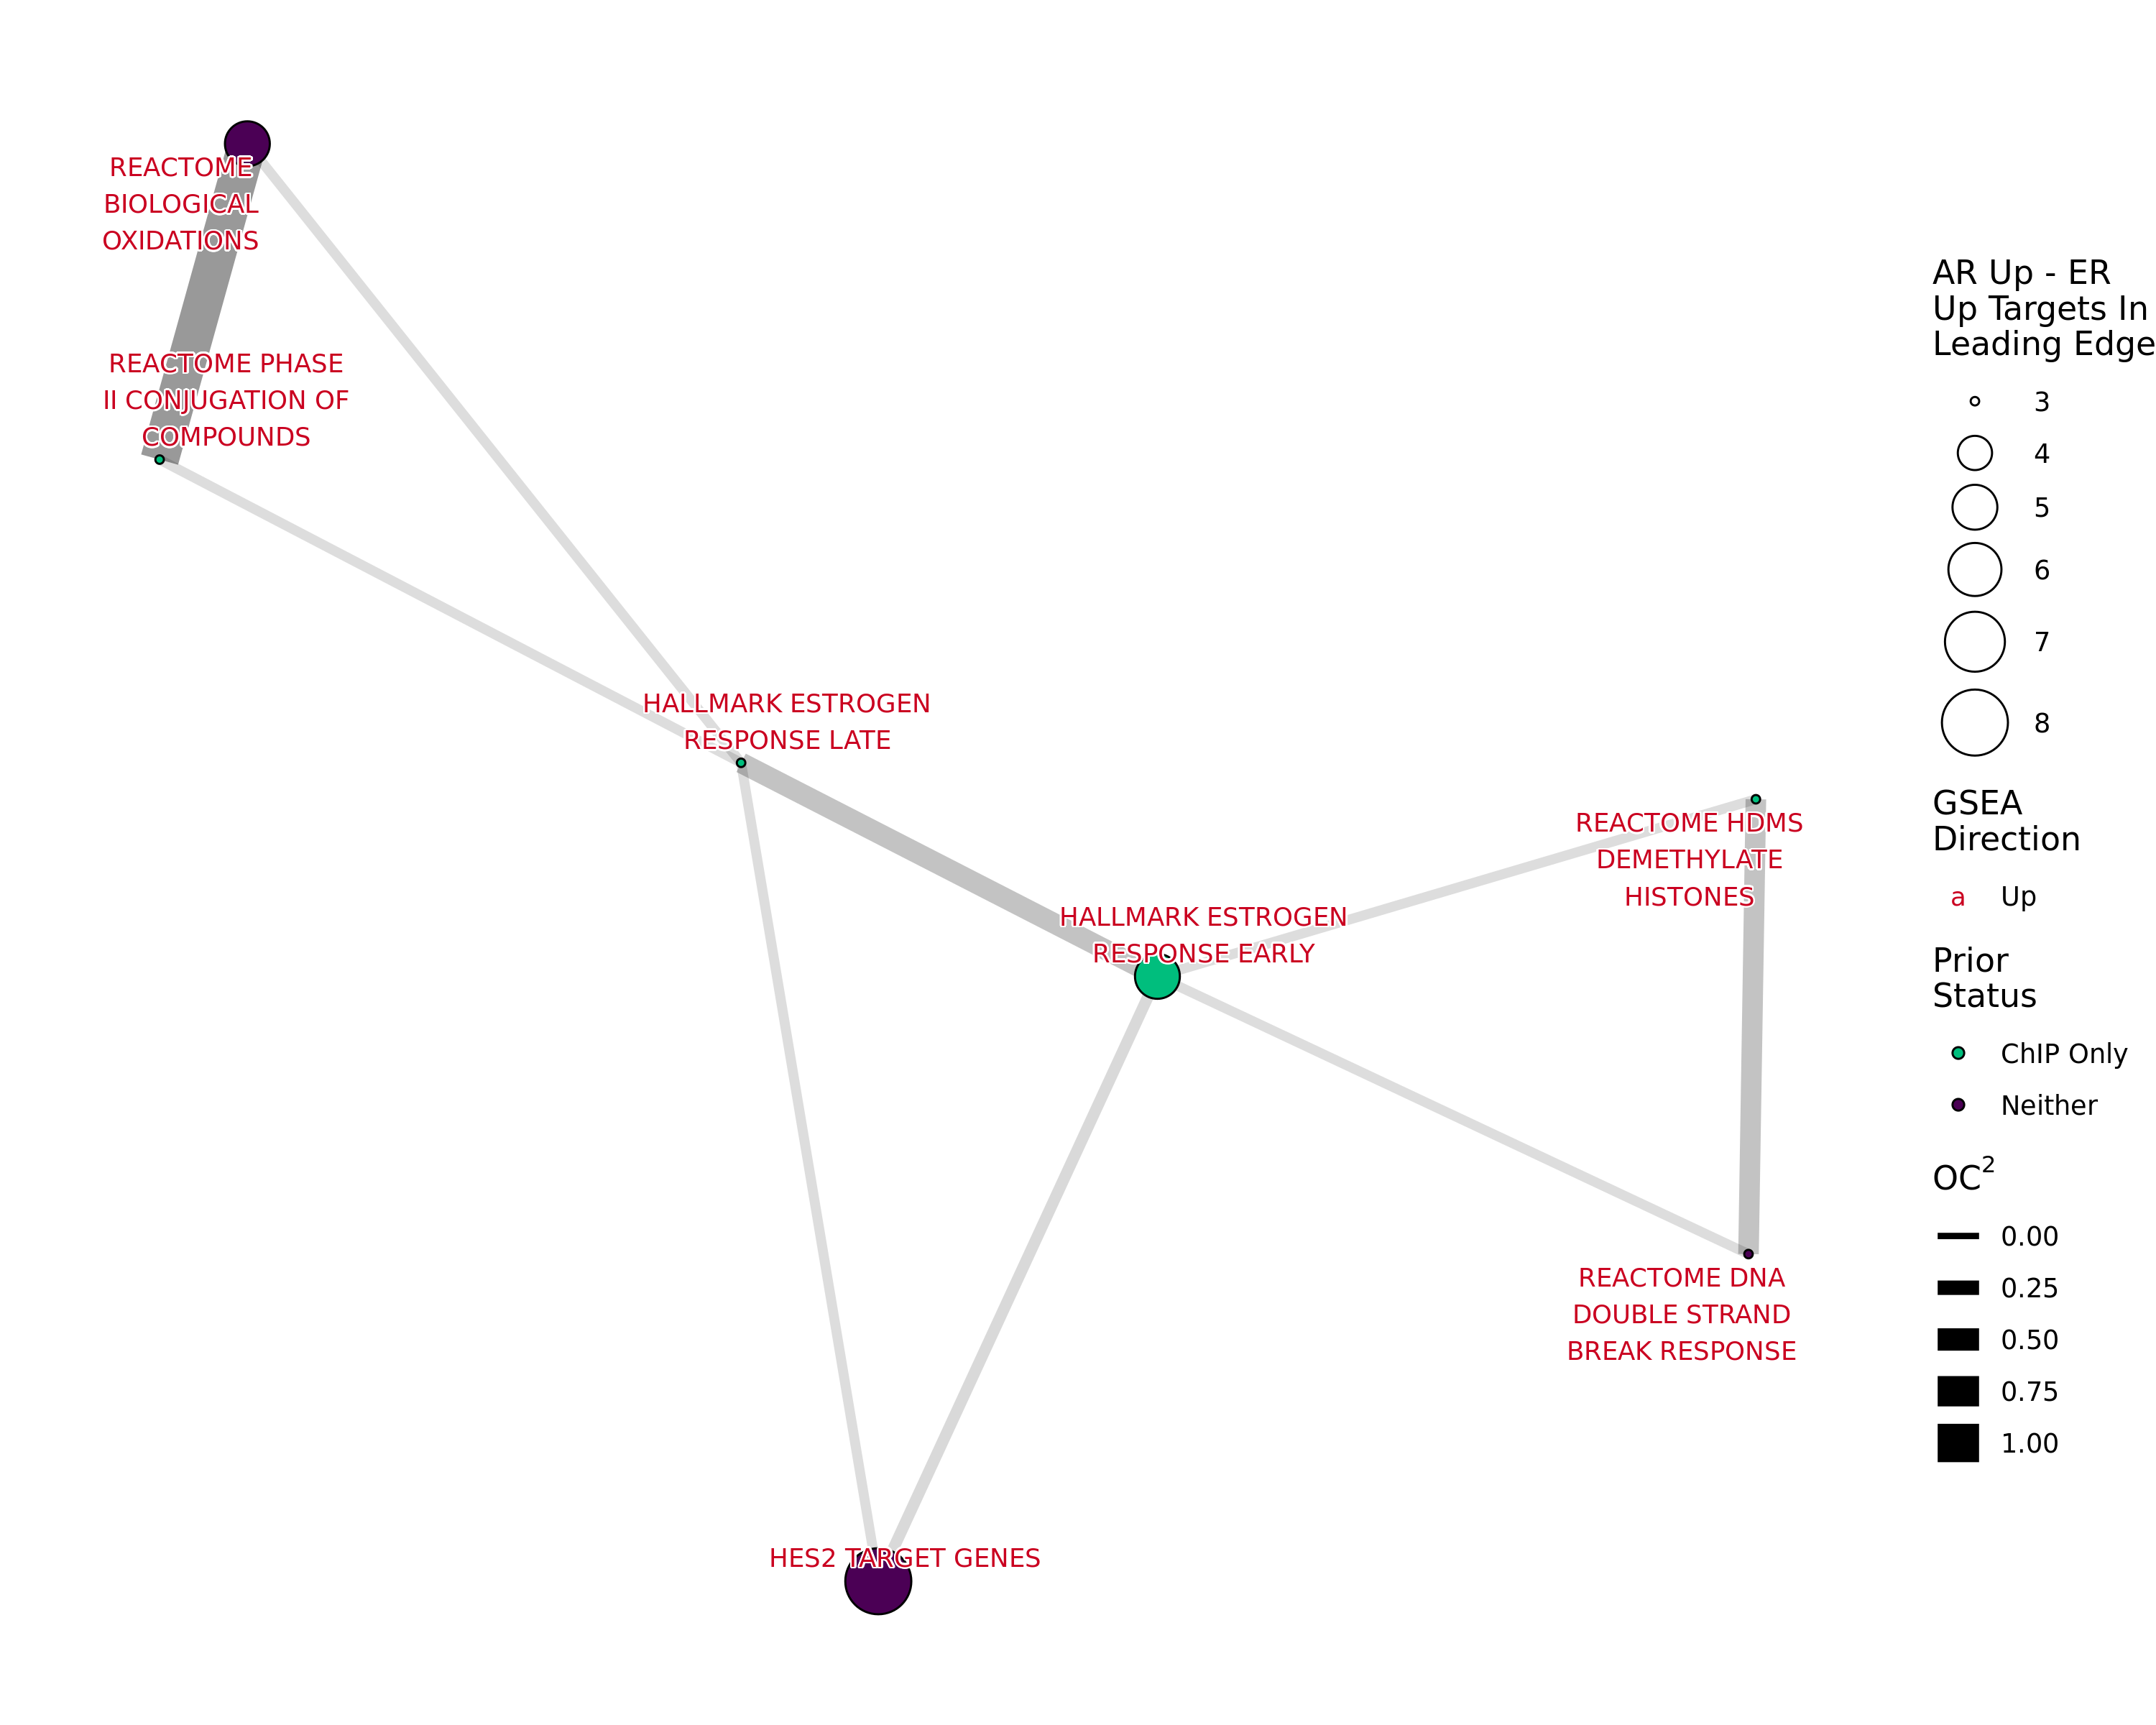 REACTOME
BIOLOGICAL
OXIDATIONS
REACTOME PHASE
II CONJUGATION OF
COMPOUNDS
HALLMARK ESTROGEN
RESPONSE LATE
HALLMARK ESTROGEN
RESPONSE EARLY
REACTOME HDMS
DEMETHYLATE
HISTONES
REACTOME DNA
DOUBLE STRAND
BREAK RESPONSE
HES2 TARGET GENES
AR Up - ER
Up Targets In
Leading Edge
3
4
5
6
7
8
GSEA
Direction
a Up
Prior
Status
ChIP Only
Neither
OC²
0.00
0.25
0.50
0.75
1.00